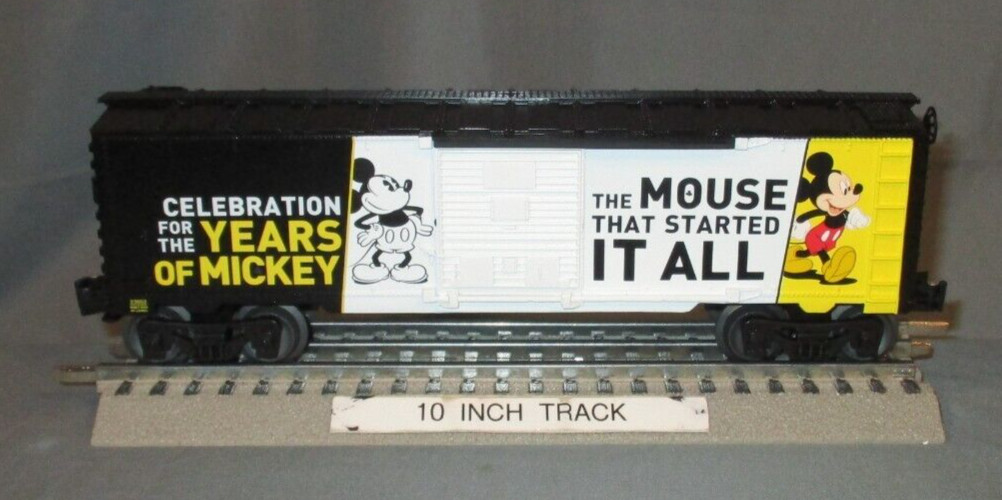 CELEBRATION
FOR THE YEARS
OF MICKEY
THE MOUSE
THAT STARTED
IT ALL
10 INCH TRACK